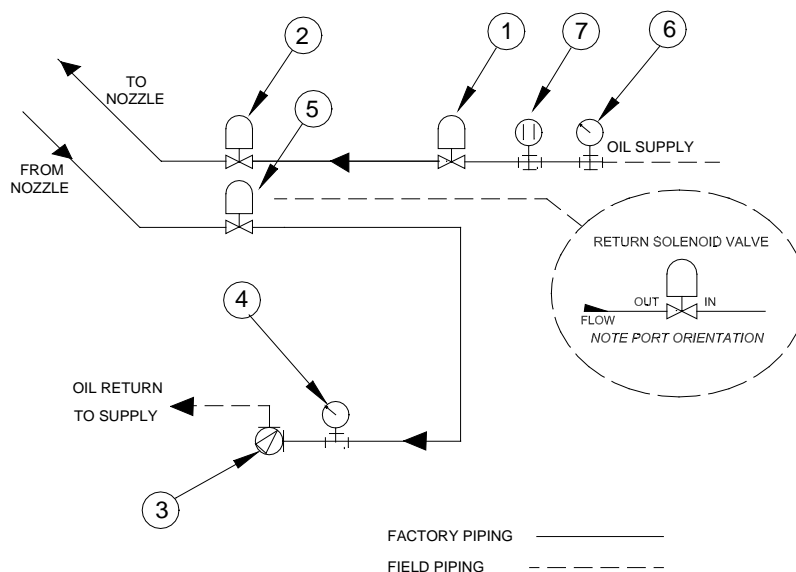 2
1
7
6
TO
NOZZLE
5
OIL SUPPLY
FROM
NOZZLE
RETURN SOLENOID VALVE
4
OUT
IN
FLOW
NOTE PORT ORIENTATION
OIL RETURN
TO SUPPLY
3
FACTORY PIPING
FIELD PIPING